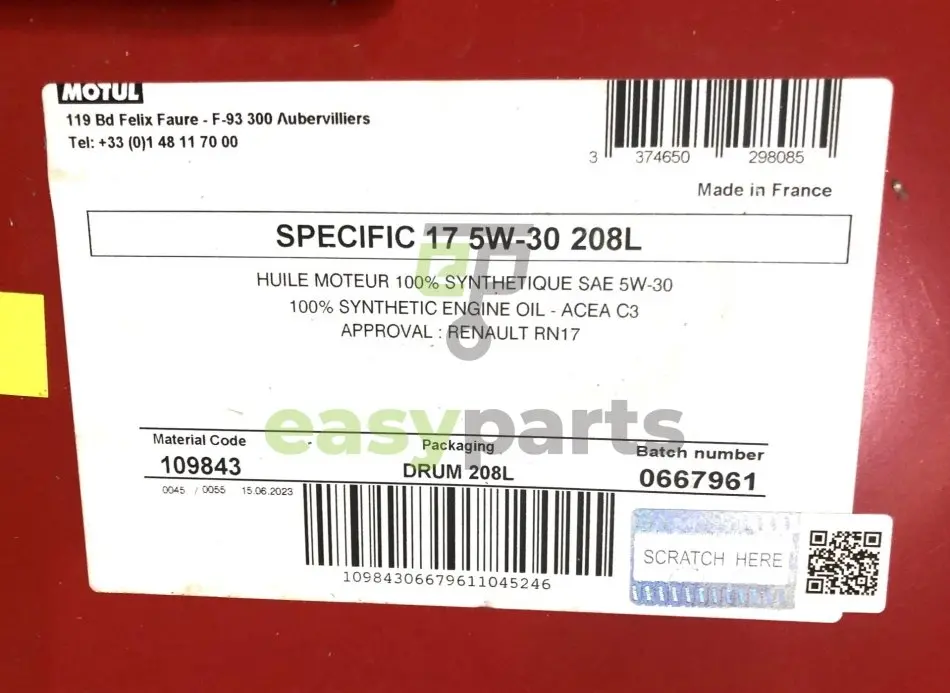 MOTUL
119 Bd Felix Faure - F-93 300 Aubervilliers
Tel: +33 (0)1 48 11 70 00
3 374650 298085
Made in France
SPECIFIC 17 5W-30 208L
HUILE MOTEUR 100% SYNTHETIQUE SAE 5W-30
100% SYNTHETIC ENGINE OIL - ACEA C3
APPROVAL : RENAULT RN17
easyparts
Material Code
109843
Packaging
DRUM 208L
Batch number
0667961
0045 / 0055 15.06.2023
10984306679611045246
SCRATCH HERE